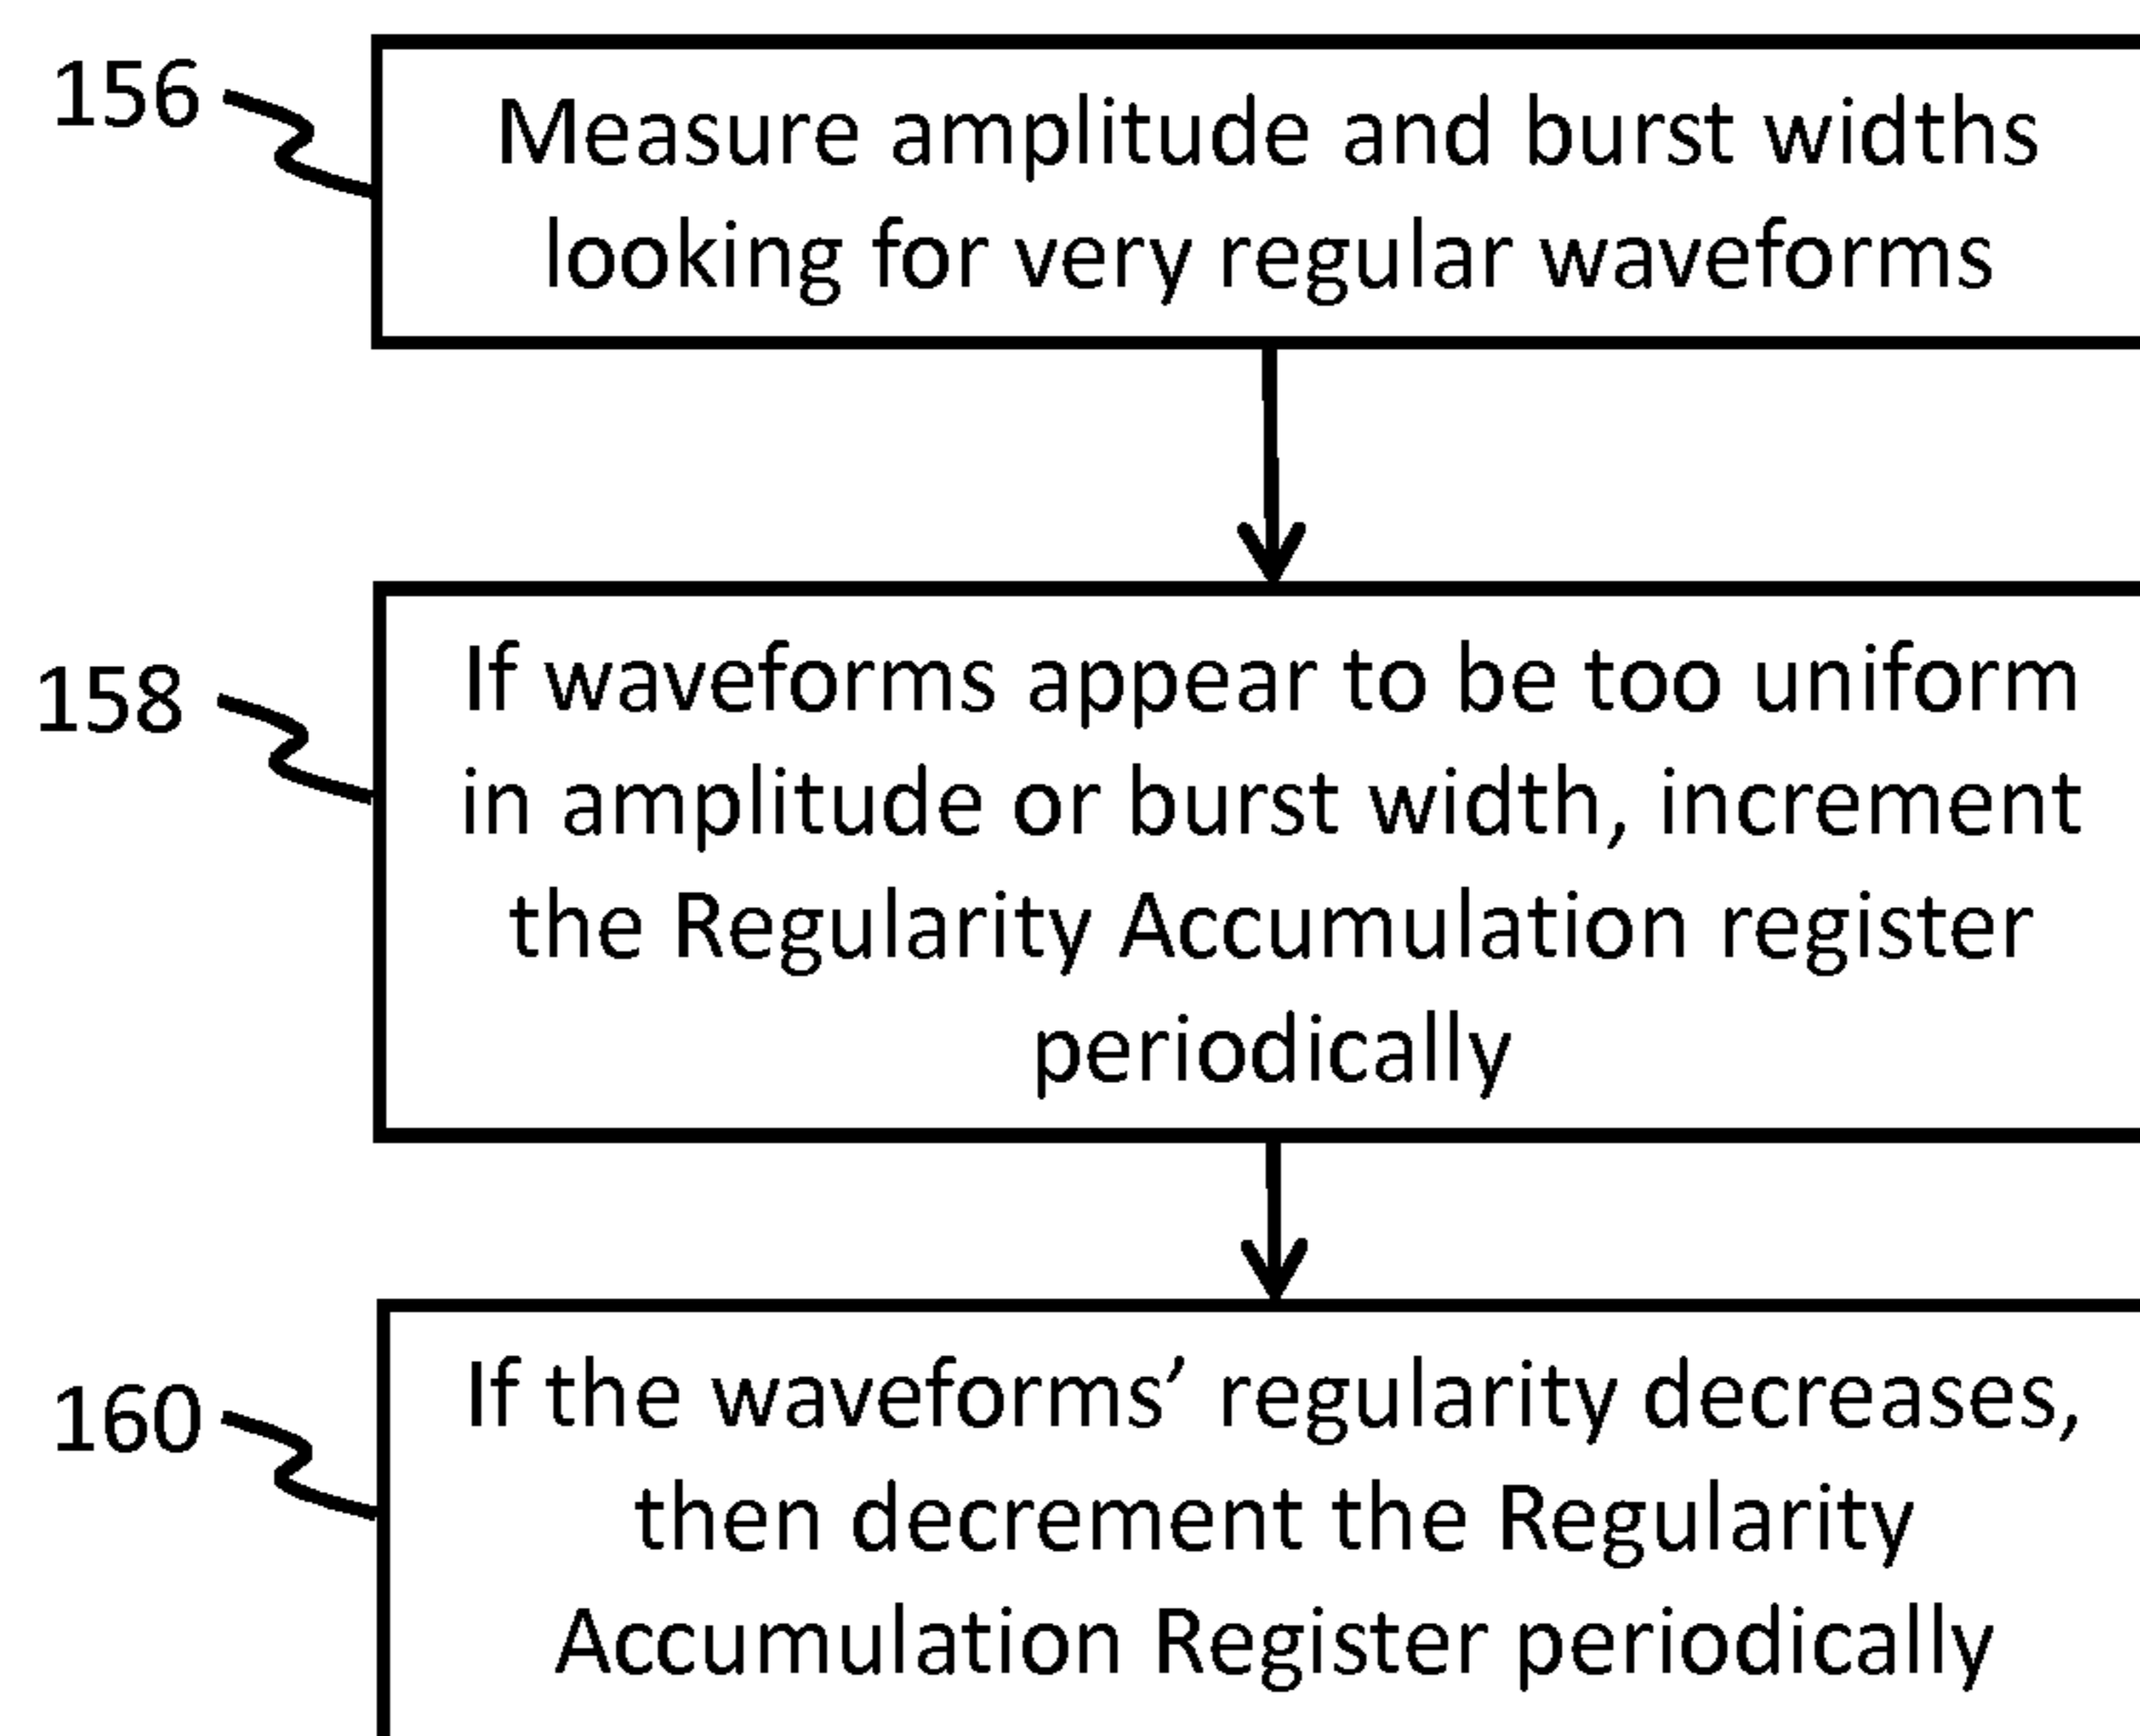 156
Measure amplitude and burst widths
looking for very regular waveforms
158
If waveforms appear to be too uniform
in amplitude or burst width, increment
the Regularity Accumulation register
periodically
160
If the waveforms’ regularity decreases,
then decrement the Regularity
Accumulation Register periodically